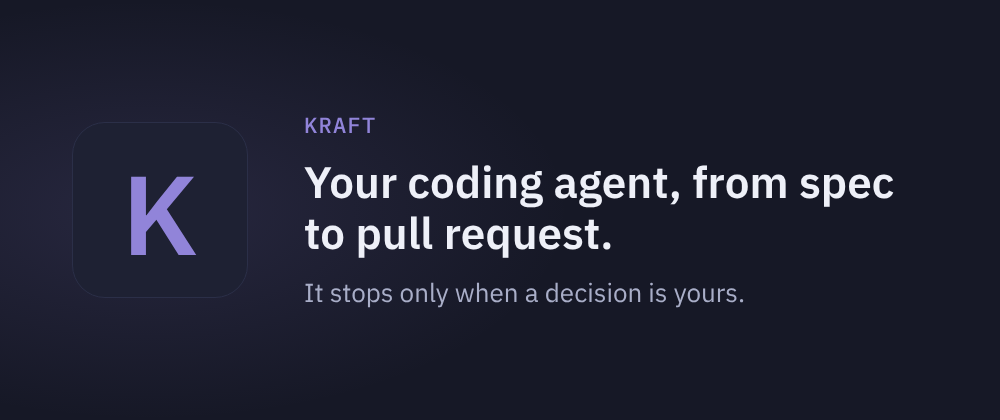 K
KRAFT
Your coding agent, from spec
to pull request.
It stops only when a decision is yours.